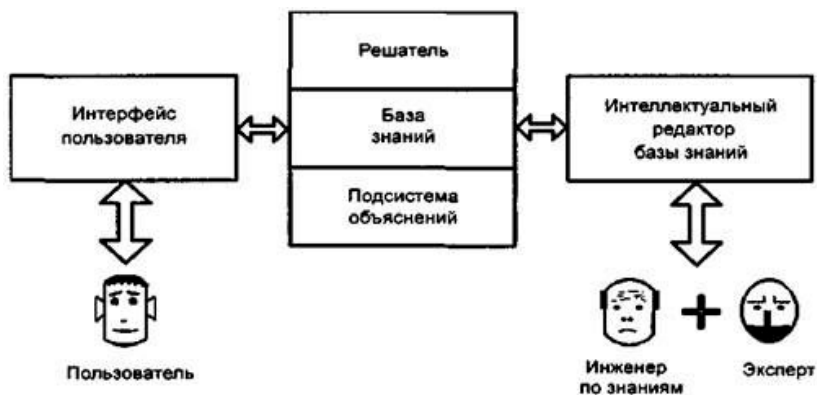 Решатель
Интерфейс
пользователя
База
знаний
Интеллектуальный
редактор
базы знаний
Подсистема
объяснений
Пользователь
Инженер
по знаниям
Эксперт